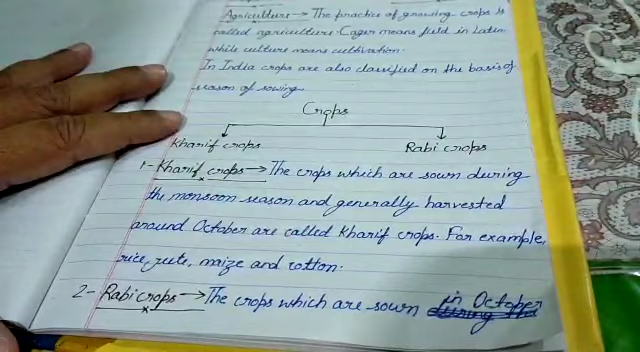 Agriculture → The practice of growing crops is
called agriculture. Cager means field in Latin
while culture means cultivation.
In India crops are also classified on the basis of
season of sowing.
Crops
Kharif crops Rabi crops
1- Kharif crops → The crops which are sown during
the monsoon season and generally harvested
around October are called Kharif crops. For example,
rice, jute, maize and cotton.
2- Rabi crops → The crops which are sown in October